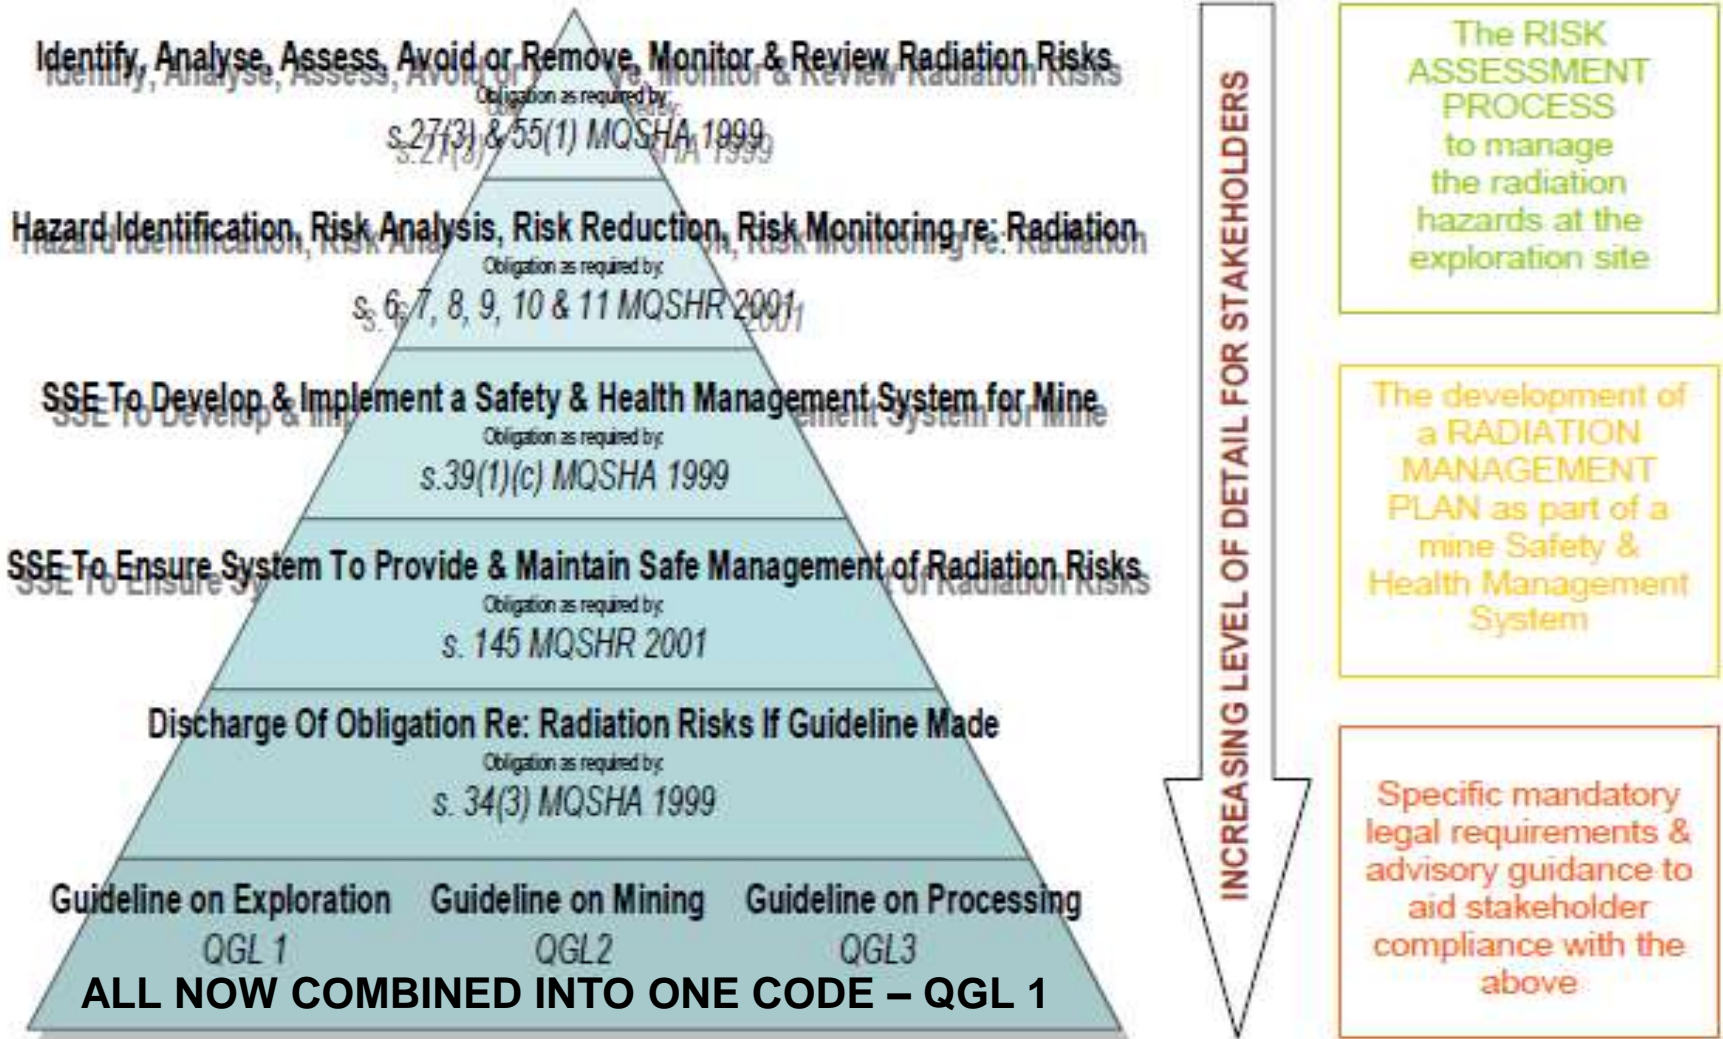 Identify, Analyse, Assess, Avoid or Remove, Monitor & Review Radiation Risks
Obligation as required by:
s.27(3) & 55(1) MQSHA 1999
Hazard Identification, Risk Analysis, Risk Reduction, Risk Monitoring re: Radiation
Obligation as required by:
s. 6, 7, 8, 9, 10 & 11 MQSHR 2001
SSE To Develop & Implement a Safety & Health Management System for Mine
Obligation as required by:
s.39(1)(c) MQSHA 1999
SSE To Ensure System To Provide & Maintain Safe Management of Radiation Risks
Obligation as required by:
s. 145 MQSHR 2001
Discharge Of Obligation Re: Radiation Risks If Guideline Made
Obligation as required by:
s. 34(3) MQSHA 1999
Guideline on Exploration
QGL 1
Guideline on Mining
QGL2
Guideline on Processing
QGL3
ALL NOW COMBINED INTO ONE CODE – QGL 1
INCREASING LEVEL OF DETAIL FOR STAKEHOLDERS
The RISK
ASSESSMENT
PROCESS
to manage
the radiation
hazards at the
exploration site
The development of
a RADIATION
MANAGEMENT
PLAN as part of a
mine Safety &
Health Management
System
Specific mandatory
legal requirements &
advisory guidance to
aid stakeholder
compliance with the
above